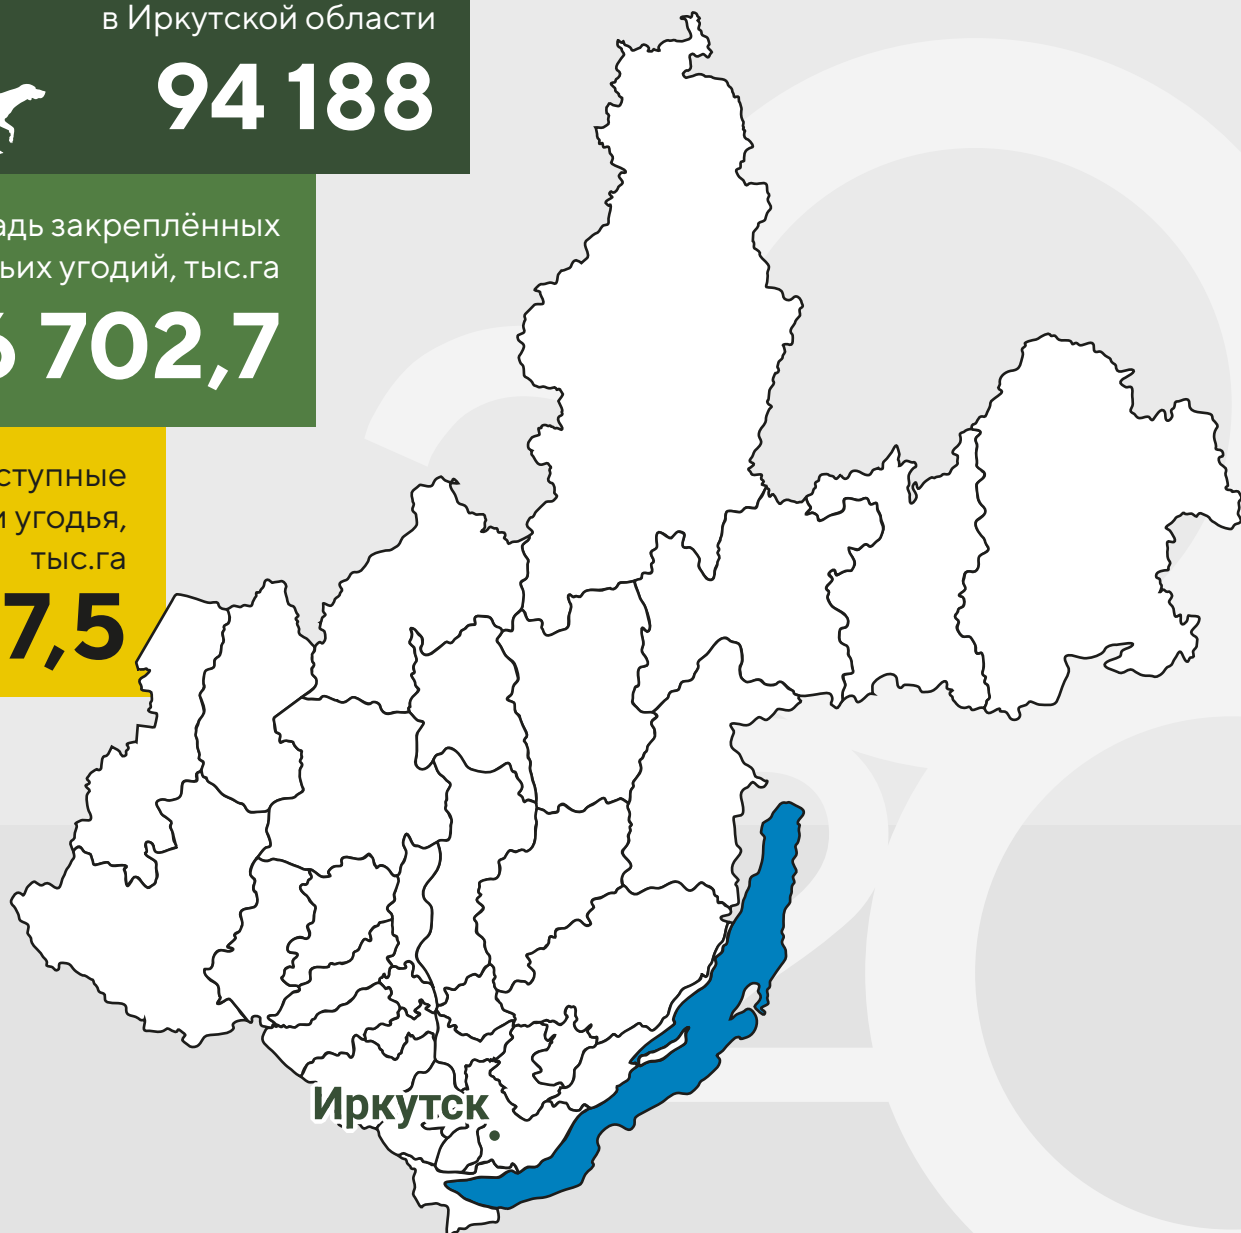 в Иркутской области
94 188
адь закреплённых
ьих угодий, тыс.га
6 702,7
ступные
и угодья,
тыс.га
7,5
Иркутск